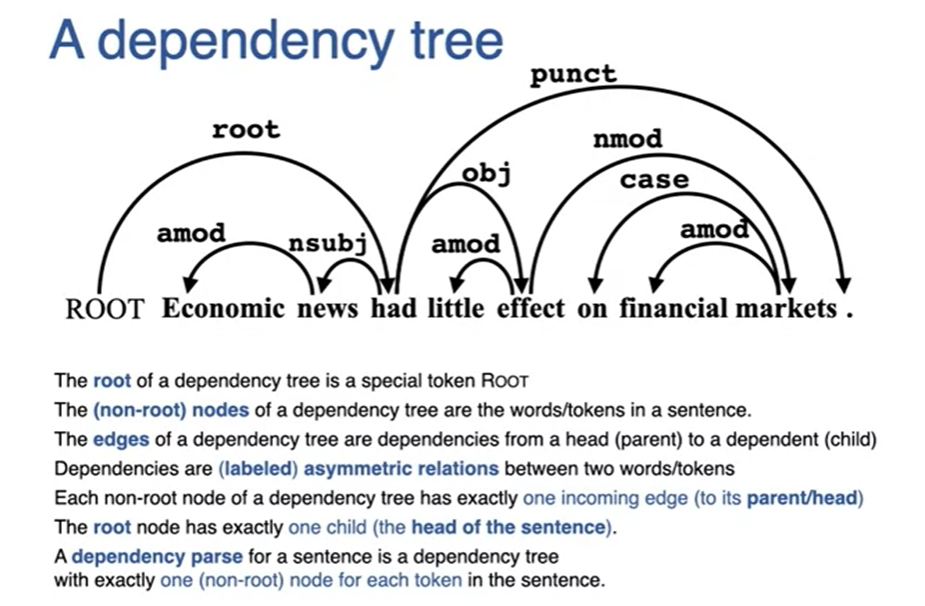 A dependency tree
punct
root
nmod
obj
case
amod
nsubj
amod
amod
ROOT Economic news had little effect on financial markets .
The root of a dependency tree is a special token ROOT
The (non-root) nodes of a dependency tree are the words/tokens in a sentence.
The edges of a dependency tree are dependencies from a head (parent) to a dependent (child)
Dependencies are (labeled) asymmetric relations between two words/tokens
Each non-root node of a dependency tree has exactly one incoming edge (to its parent/head)
The root node has exactly one child (the head of the sentence).
A dependency parse for a sentence is a dependency tree
with exactly one (non-root) node for each token in the sentence.